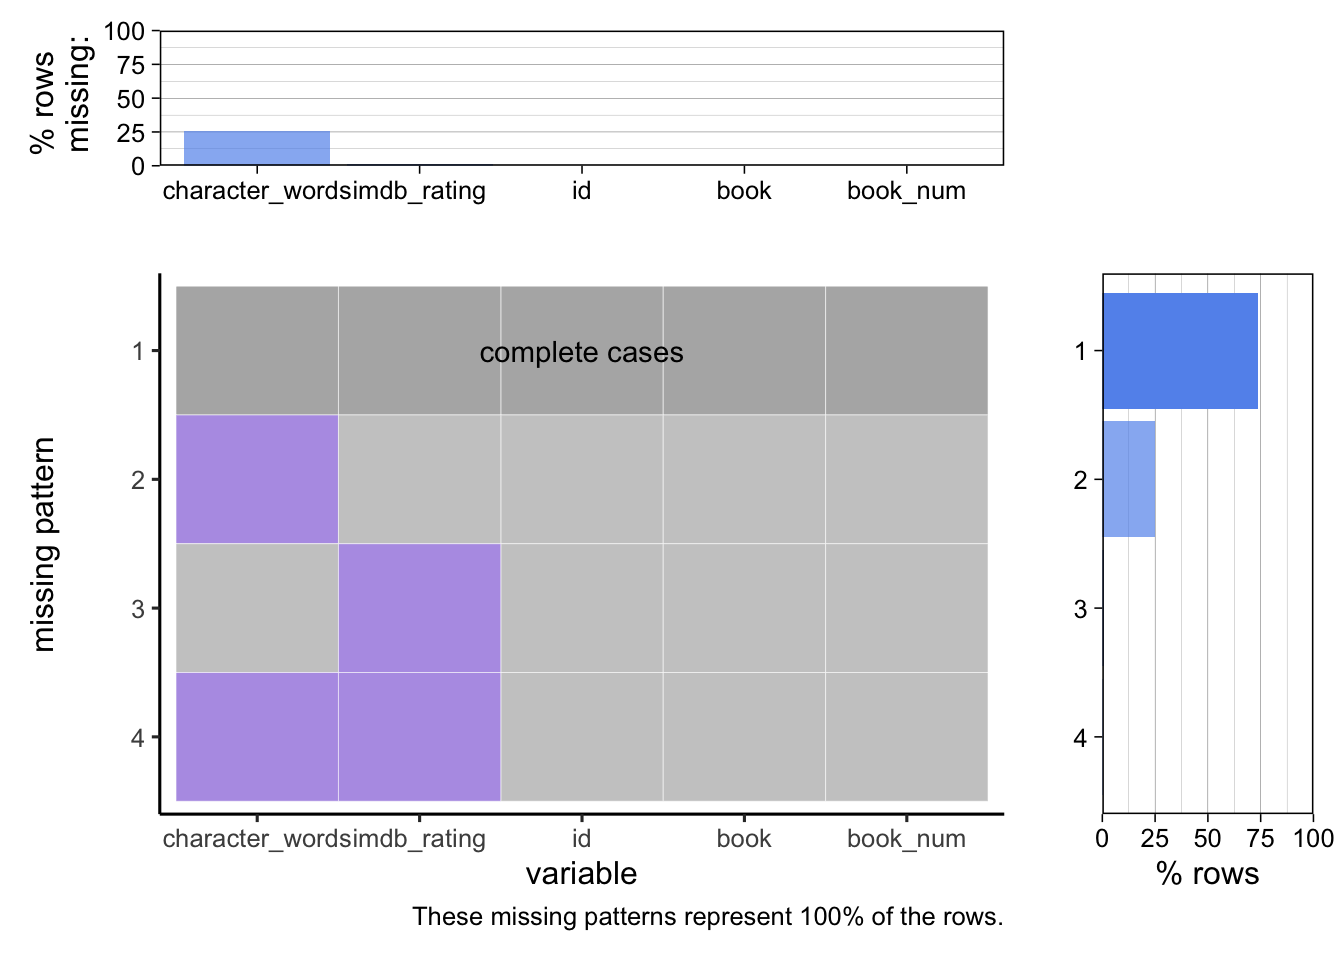 % rows
missing:
100
75
50
25
0
character_words
imdb_rating
id
book
book_num
missing pattern
1
2
3
4
complete cases
character_words
imdb_rating
id
book
book_num
variable
1
2
3
4
0
25
50
75
100
% rows
These missing patterns represent 100% of the rows.